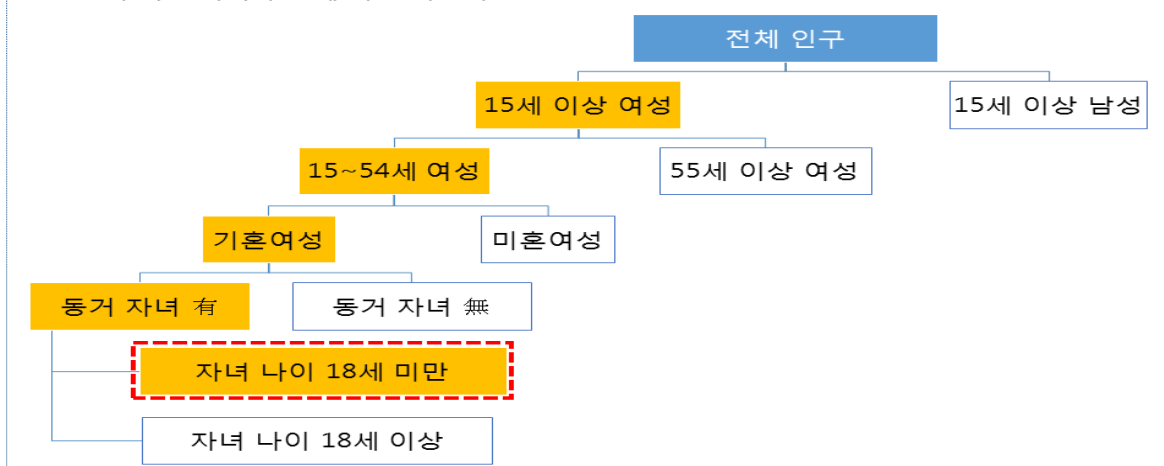 전체 인구
15세 이상 여성
15세 이상 남성
15~54세 여성
55세 이상 여성
기혼여성
미혼여성
동거 자녀 有
동거 자녀 無
자녀 나이 18세 미만
자녀 나이 18세 이상